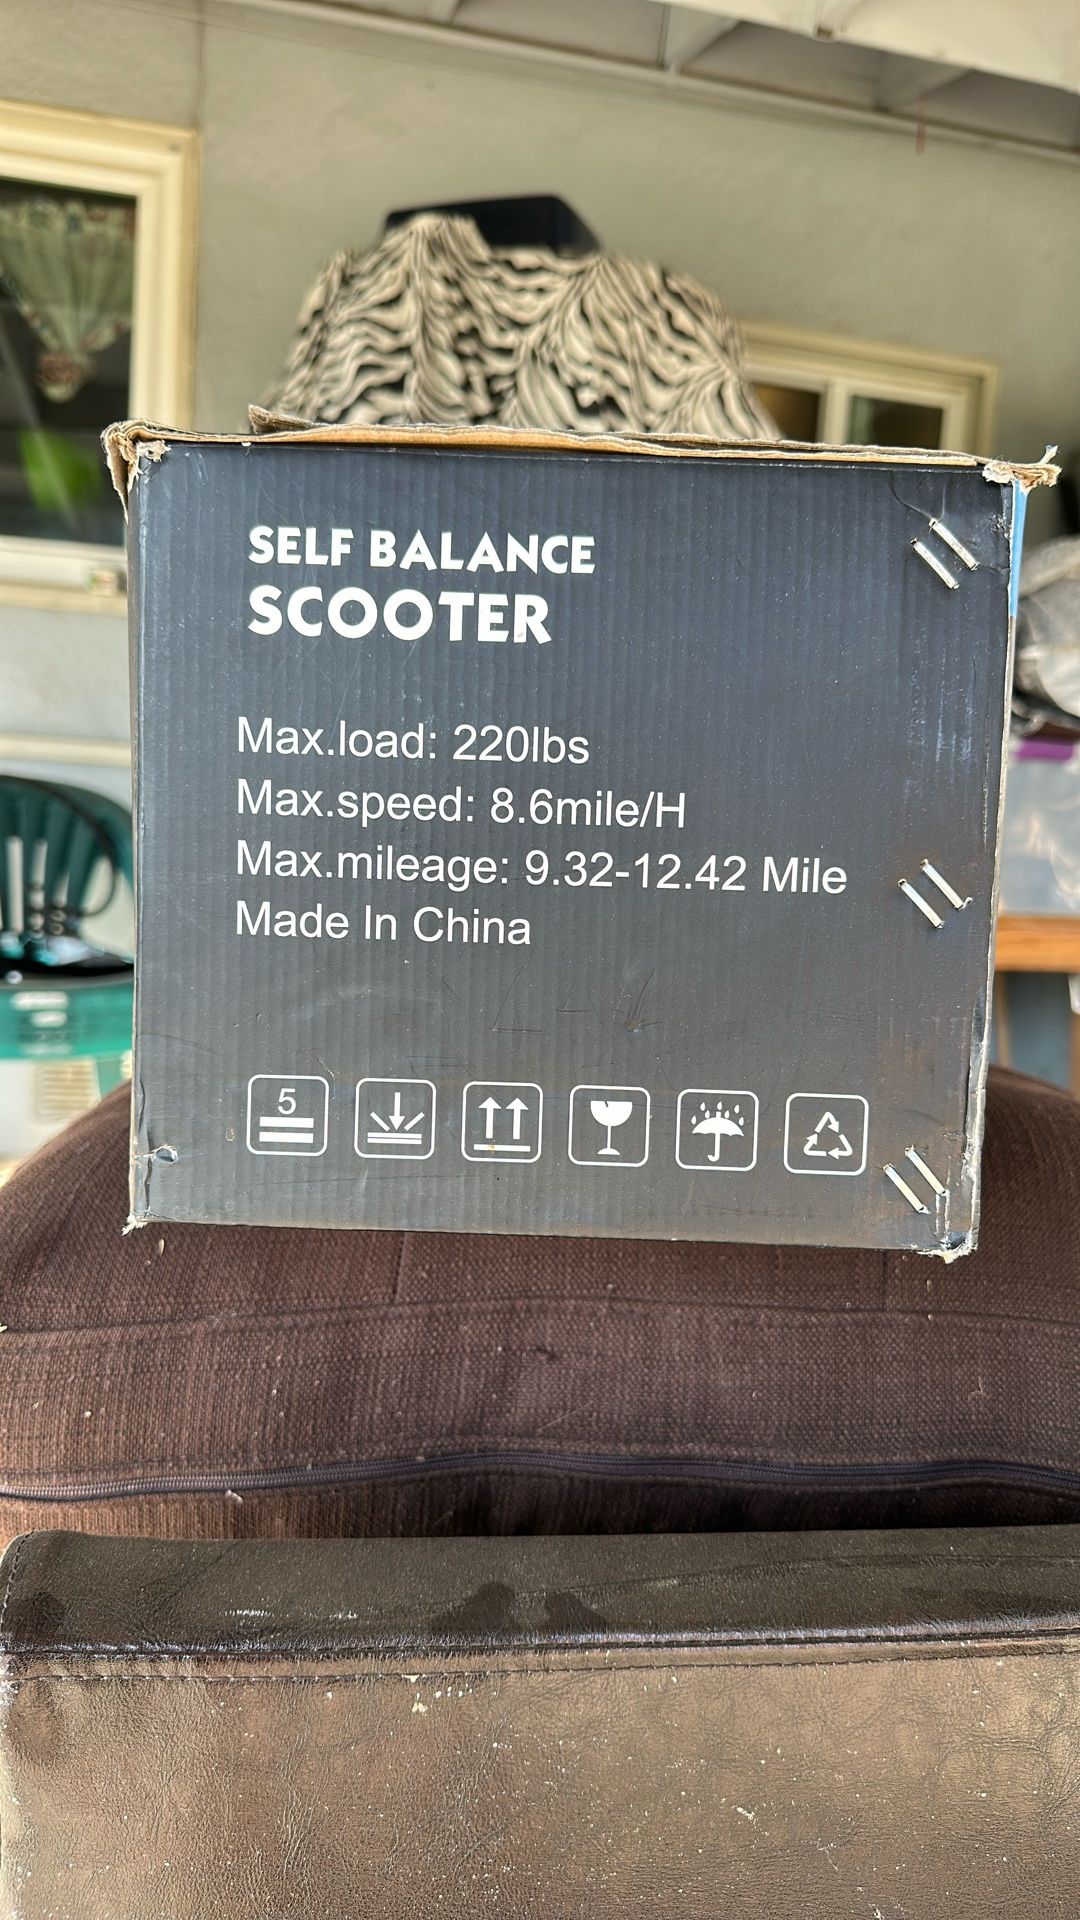 SELF BALANCE
SCOOTER
Max.load: 220lbs
Max.speed: 8.6mile/H
Max.mileage: 9.32-12.42 Mile
Made In China
5